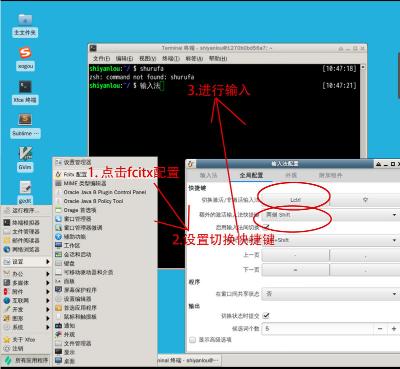 主文件夹
sogou
Xfce 终端
Sublime ...
GVim
gedit
Terminal 终端 - shiyanlou@1270b0bd56a7: ~
文件(F) 编辑(E) 视图(V) 终端(T) 标签(A) 帮助(H)
shiyanlou:~/ $ shurufa [10:47:18]
zsh: command not found: shurufa
shiyanlou:~/ $ 输入法 [10:47:21]
3.进行输入
1. 点击fcitx配置
2.设置切换快捷键
设置管理器
Fcitx 配置
MIME 类型编辑器
Oracle Java 8 Plugin Control Panel
Oracle Java 8 Policy Tool
Orage 首选项
窗口管理器
窗口管理器微调
辅助功能
工作区
会话和启动
键盘
可移动驱动器和介质
面板
屏幕保护程序
设置编辑器
首选应用程序
鼠标和触摸板
通知
外观
文件管理器
显示
桌面
运行程序...
终端模拟器
文件管理器
邮件阅读器
网络浏览器
设置
办公
多媒体
附件
互联网
开发
图形
系统
关于 Xfce
注销
所有应用程序
输入法配置
输入法 全局配置 外观 附加组件
快捷键
切换激活/非激活输入法 Lctrl
额外的激活输入法快捷键 两侧 Shift
启用输入法间切换
+Shift
上一页 -
下一页 =
程序
在窗口间共享状态 否
输出
切换状态时提交
候选词个数 5
显示高级选项
minal 终端 - shiyanlou...